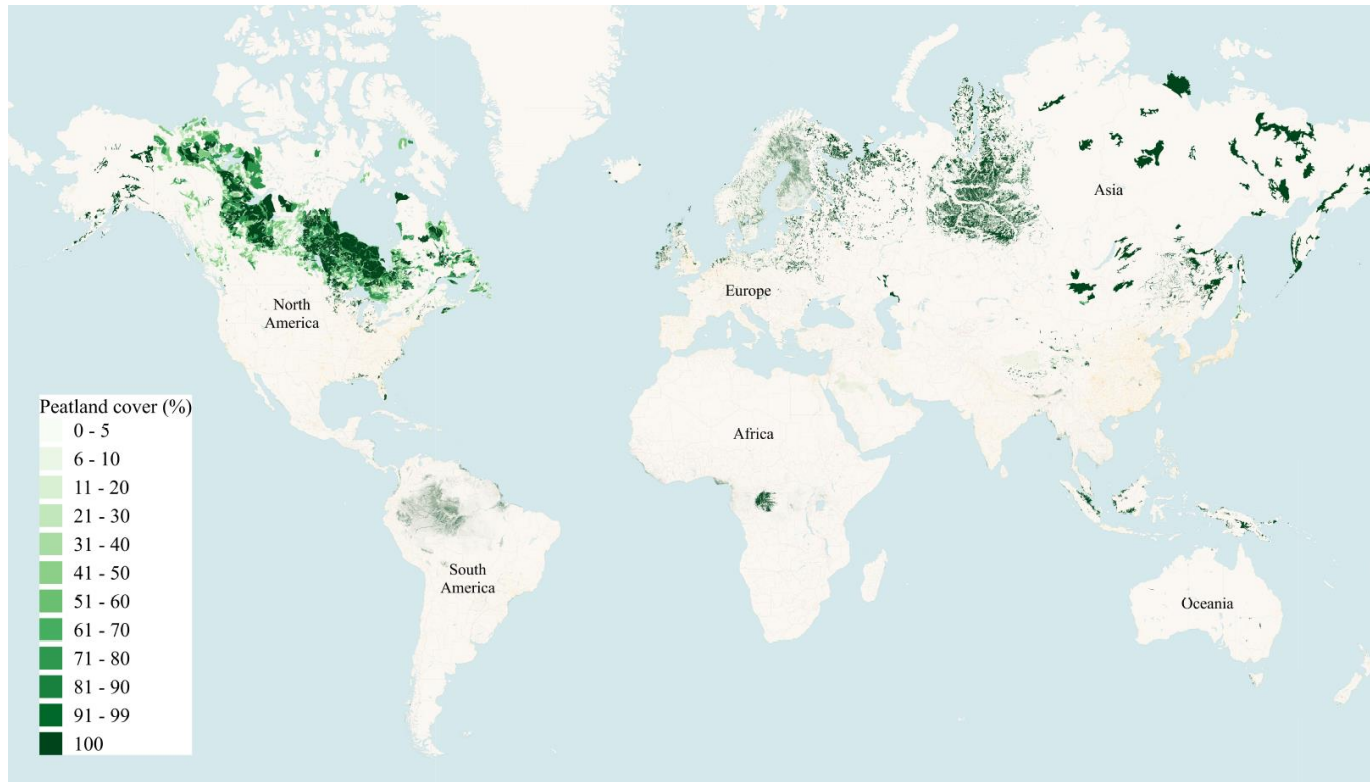 Asia
Europe
North
America
Africa
South
America
Oceania
Peatland cover (%)
0 - 5
6 - 10
11 - 20
21 - 30
31 - 40
41 - 50
51 - 60
61 - 70
71 - 80
81 - 90
91 - 99
100